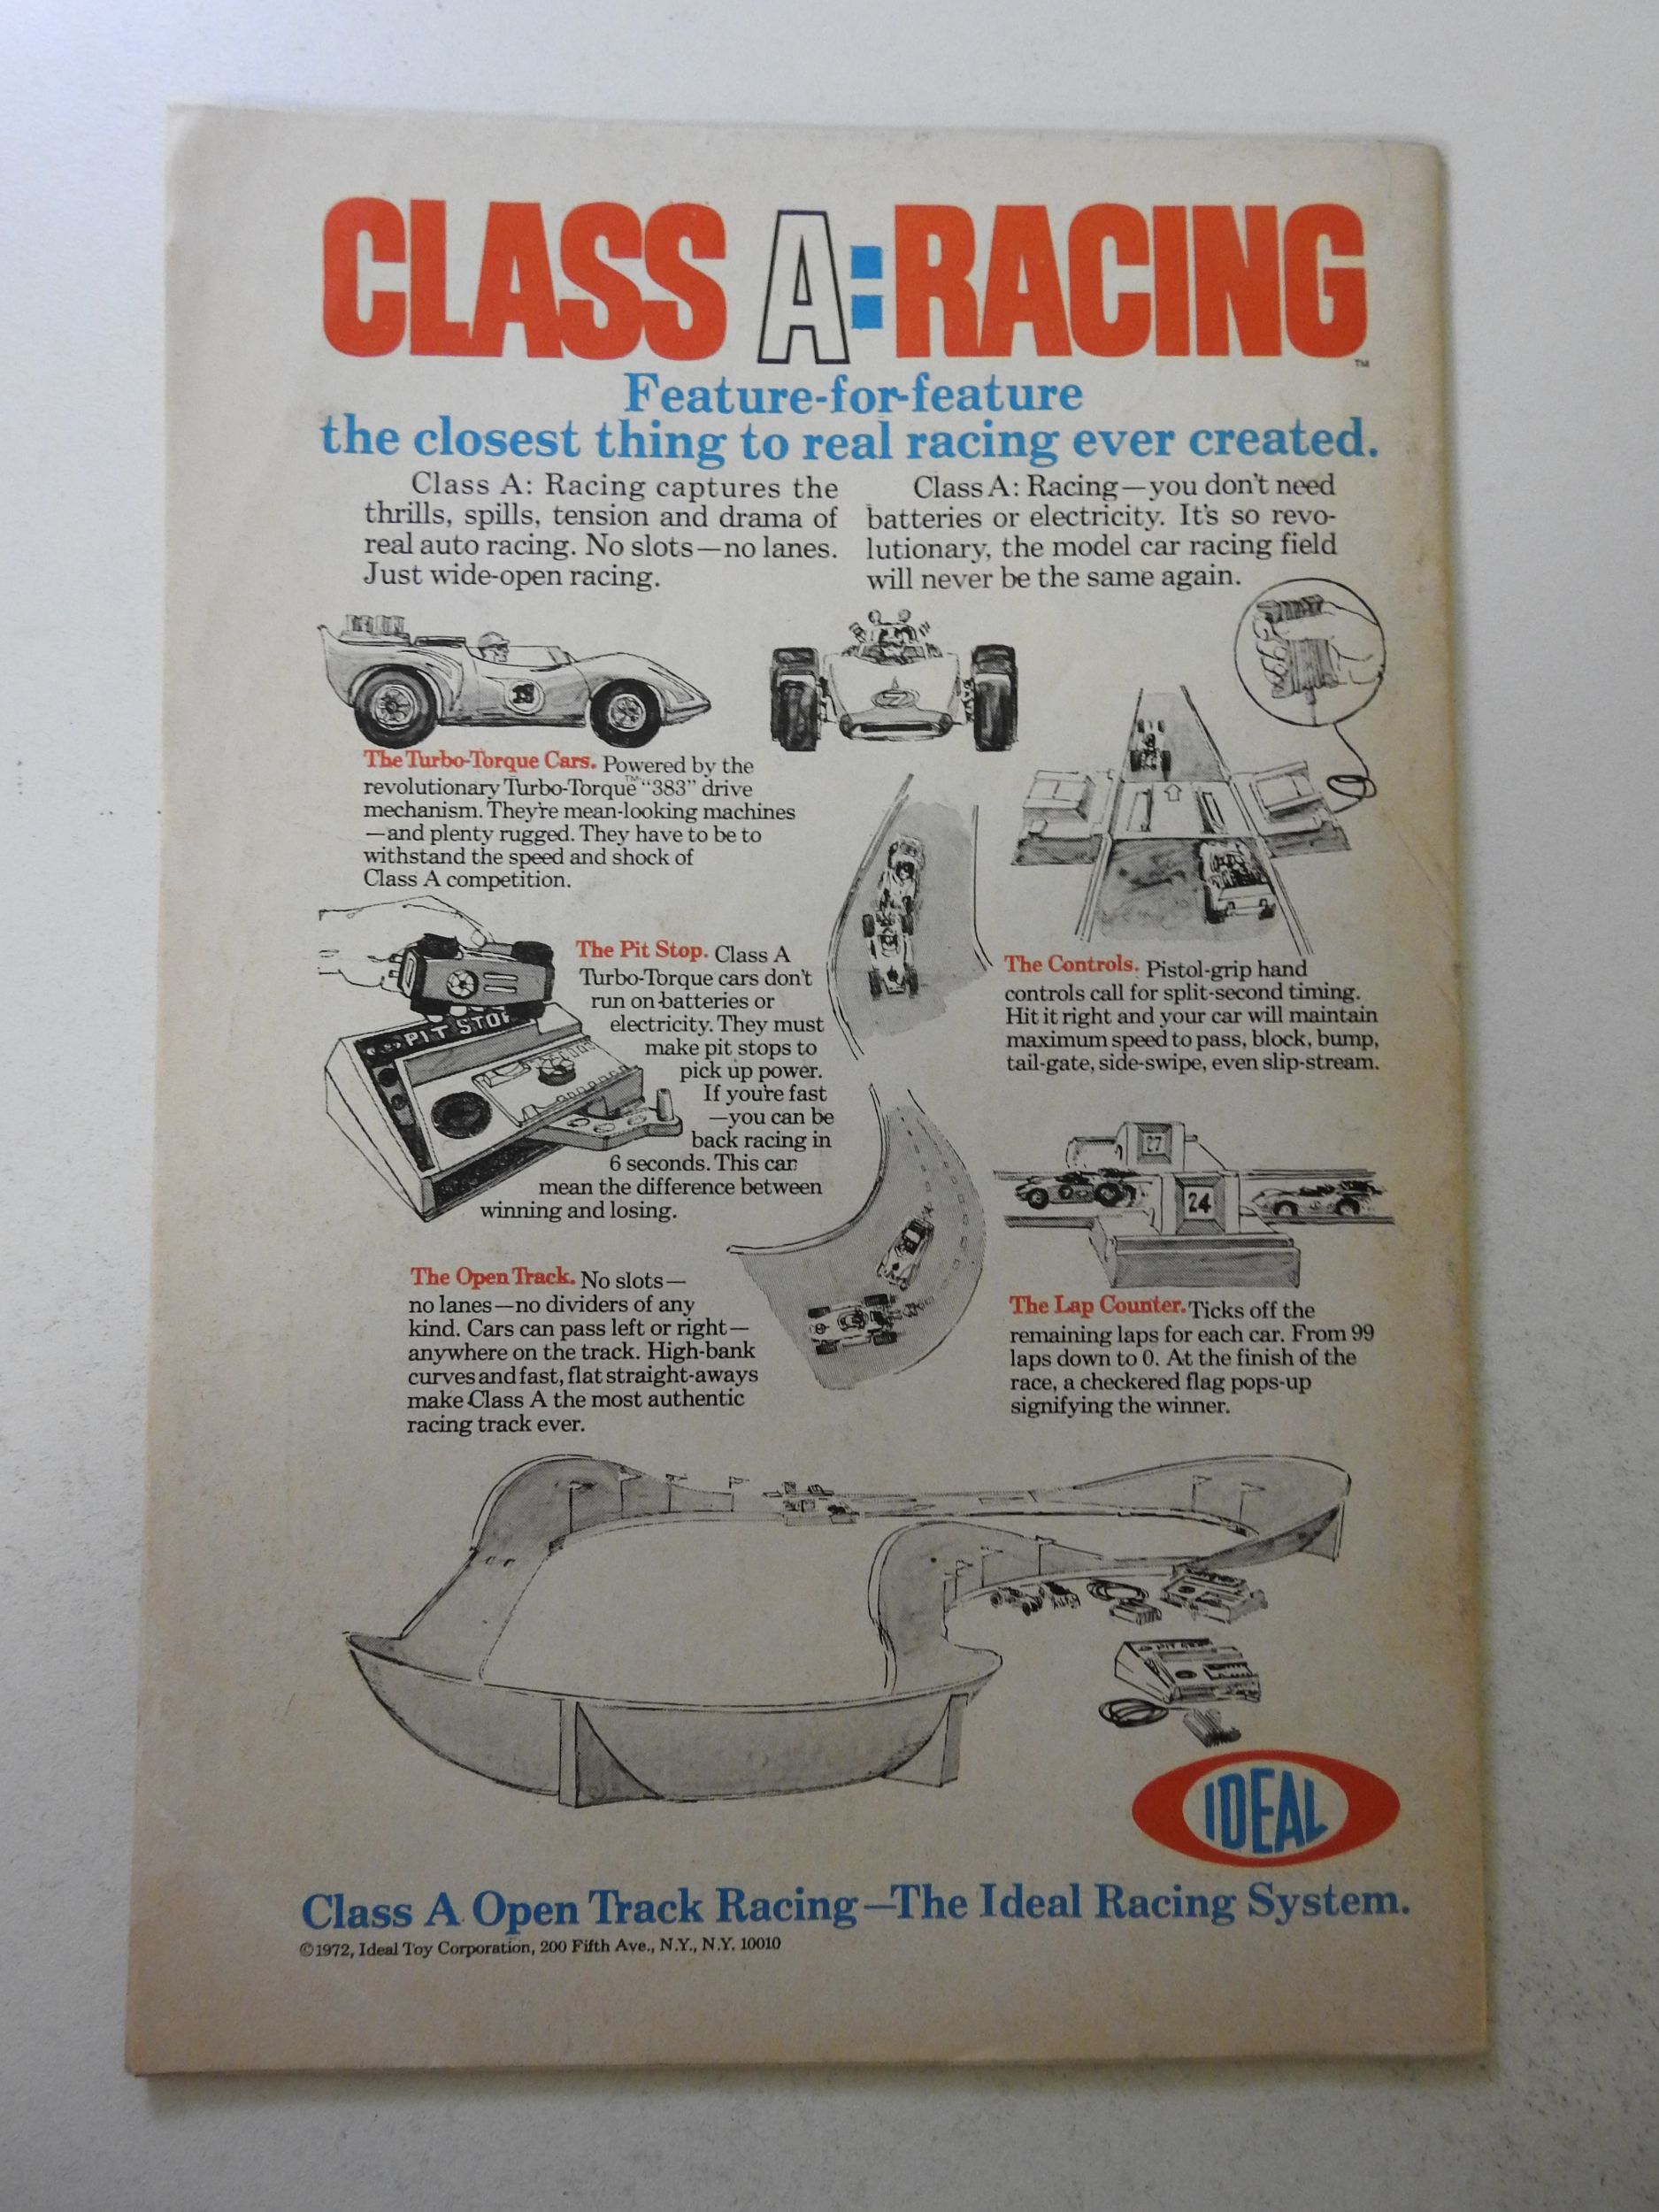 CLASS A:RACING
™
Feature-for-feature
the closest thing to real racing ever created.
Class A: Racing captures the
thrills, spills, tension and drama of
real auto racing. No slots—no lanes.
Just wide-open racing.
Class A: Racing—you don't need
batteries or electricity. It's so revo-
lutionary, the model car racing field
will never be the same again.
The Turbo-Torque Cars. Powered by the
revolutionary Turbo-Torque™ "383" drive
mechanism. They're mean-looking machines
—and plenty rugged. They have to be to
withstand the speed and shock of
Class A competition.
PIT STOP
The Pit Stop. Class A
Turbo-Torque cars don't
run on batteries or
electricity. They must
make pit stops to
pick up power.
If you're fast
—you can be
back racing in
6 seconds. This can
mean the difference between
winning and losing.
The Controls. Pistol-grip hand
controls call for split-second timing.
Hit it right and your car will maintain
maximum speed to pass, block, bump,
tail-gate, side-swipe, even slip-stream.
27
24
The Open Track. No slots—
no lanes—no dividers of any
kind. Cars can pass left or right—
anywhere on the track. High-bank
curves and fast, flat straight-aways
make Class A the most authentic
racing track ever.
The Lap Counter. Ticks off the
remaining laps for each car. From 99
laps down to 0. At the finish of the
race, a checkered flag pops-up
signifying the winner.
IDEAL
Class A Open Track Racing—The Ideal Racing System.
©1972, Ideal Toy Corporation, 200 Fifth Ave., N.Y., N.Y. 10010